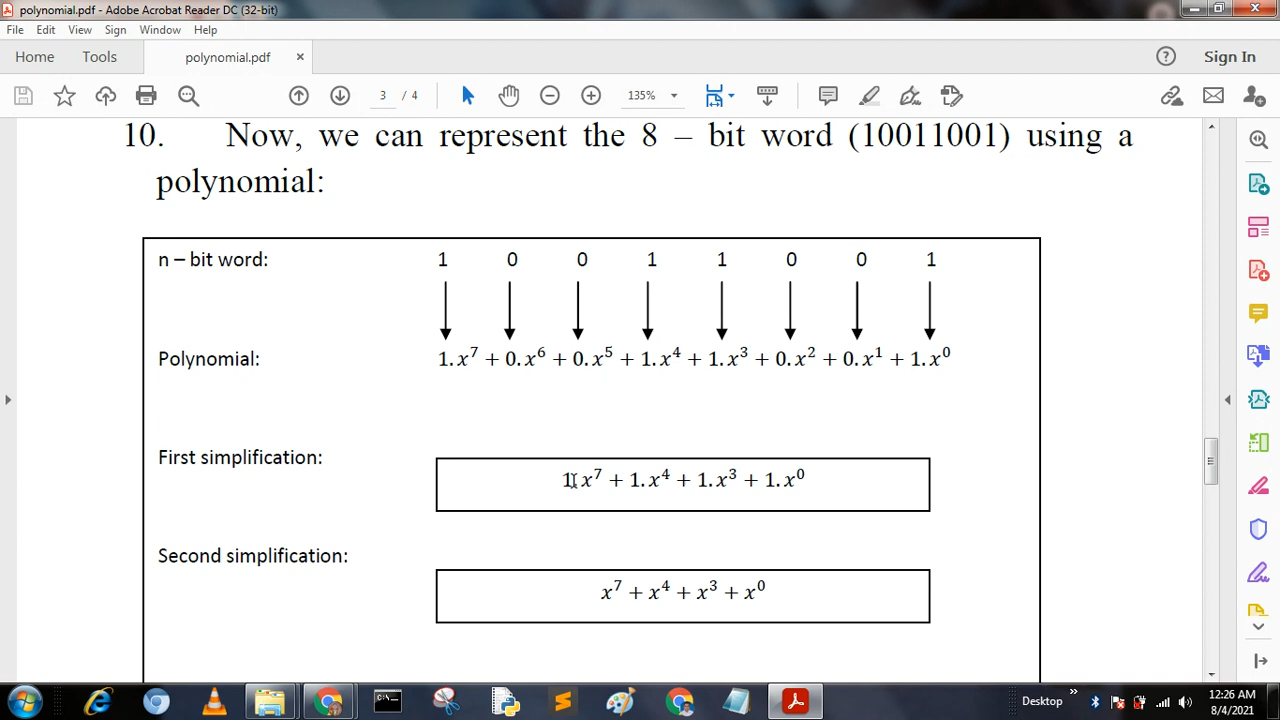 polynomial.pdf - Adobe Acrobat Reader DC (32-bit)
File Edit View Sign Window Help
Home Tools polynomial.pdf × Sign In
3 / 4 135%
10. Now, we can represent the 8 – bit word (10011001) using a
polynomial:
n – bit word: 1 0 0 1 1 0 0 1
Polynomial: 1.x⁷ + 0.x⁶ + 0.x⁵ + 1.x⁴ + 1.x³ + 0.x² + 0.x¹ + 1.x⁰
First simplification:
1.x⁷ + 1.x⁴ + 1.x³ + 1.x⁰
Second simplification:
x⁷ + x⁴ + x³ + x⁰
Desktop » 12:26 AM
8/4/2021